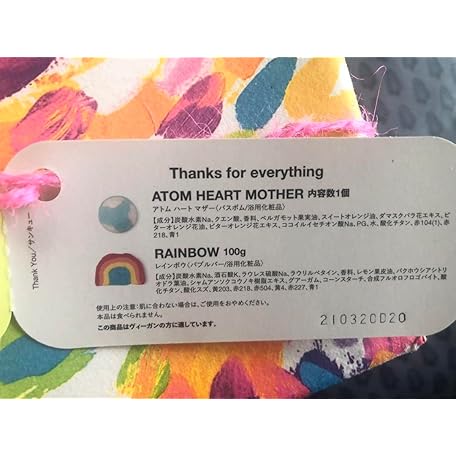 Thanks for everything
ATOM HEART MOTHER 内容数1個
アトム ハート マザー〈バスボム/浴用化粧品〉
【成分】炭酸水素Na、クエン酸、香料、ベルガモット果実油、スイートオレンジ油、ダマスクバラ花エキス、ビ
ターオレンジ花油、ビターオレンジ花エキス、ココイルイセチオン酸Na、PG、水、酸化チタン、赤104(1)、赤
218、青1
RAINBOW 100g
レインボウ〈バブルバー/浴用化粧品〉
【成分】炭酸水素Na、酒石酸K、ラウレス硫酸Na、ラウリルベタイン、香料、レモン果皮油、バクホウシアシトリ
オドラ葉油、シャムアンソクコウノキ樹脂エキス、グアーガム、コーンスターチ、合成フルオロフロゴパイト、酸
化チタン、酸化スズ、黄203、赤218、赤504、黄4、赤227、青1
使用上の注意:肌に合わない場合は、ご使用をおやめください。
本品は食べられません。
この商品はヴィーガンの方に適しています。
210320D20
Thank You/サンキュー